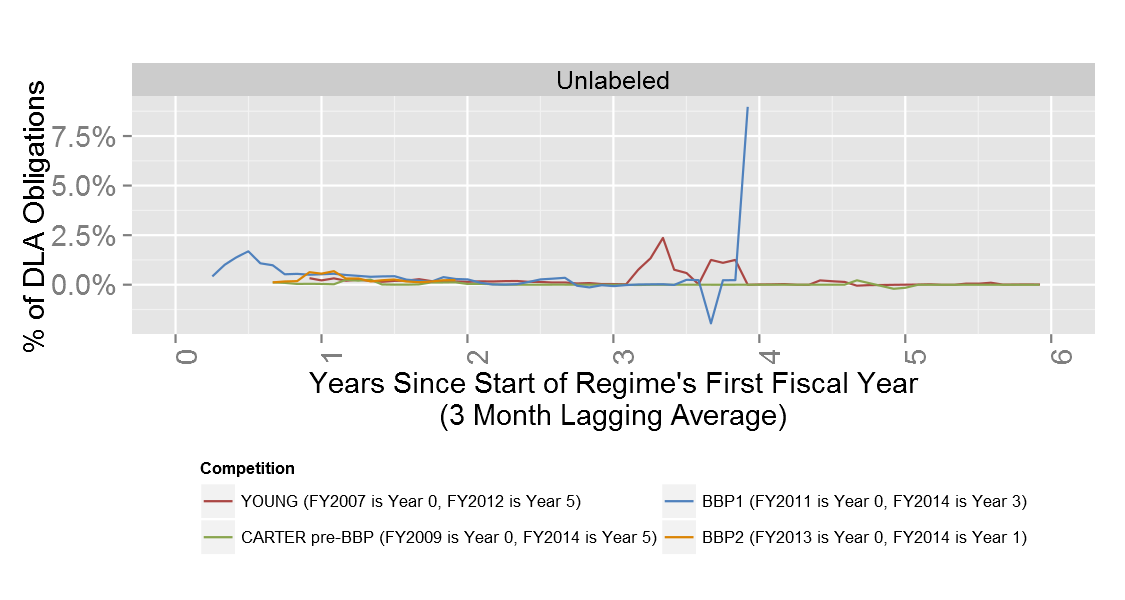 Unlabeled
% of DLA Obligations
7.5%
5.0%
2.5%
0.0%
0
1
2
3
4
5
6
Years Since Start of Regime's First Fiscal Year
(3 Month Lagging Average)
Competition
YOUNG (FY2007 is Year 0, FY2012 is Year 5)
BBP1 (FY2011 is Year 0, FY2014 is Year 3)
CARTER pre-BBP (FY2009 is Year 0, FY2014 is Year 5)
BBP2 (FY2013 is Year 0, FY2014 is Year 1)